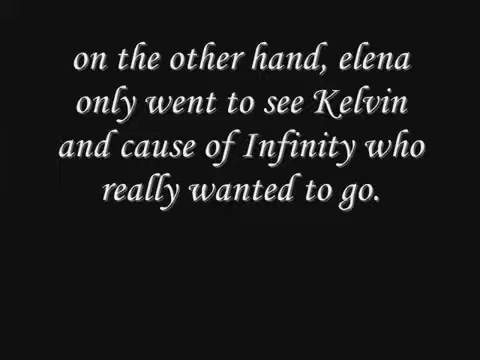 on the other hand, elena
only went to see Kelvin
and cause of Infinity who
really wanted to go.